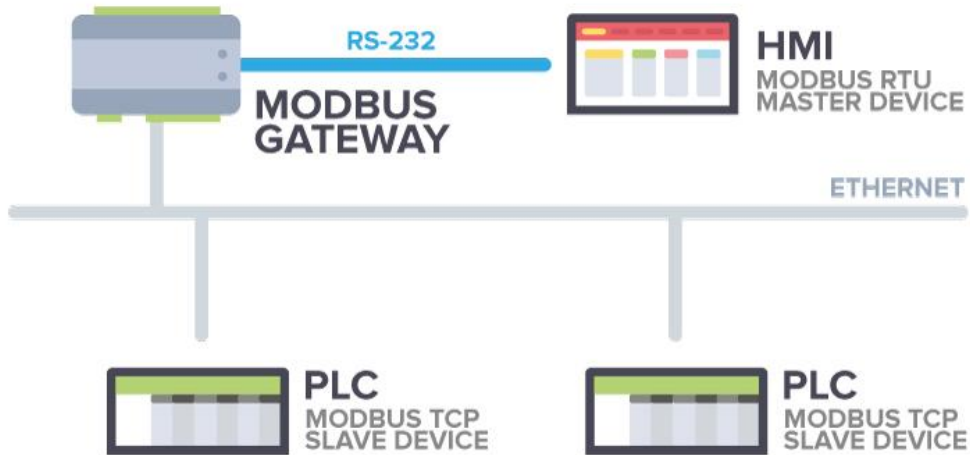 RS-232
HMI
MODBUS RTU
MASTER DEVICE
MODBUS
GATEWAY
ETHERNET
PLC
MODBUS TCP
SLAVE DEVICE
PLC
MODBUS TCP
SLAVE DEVICE